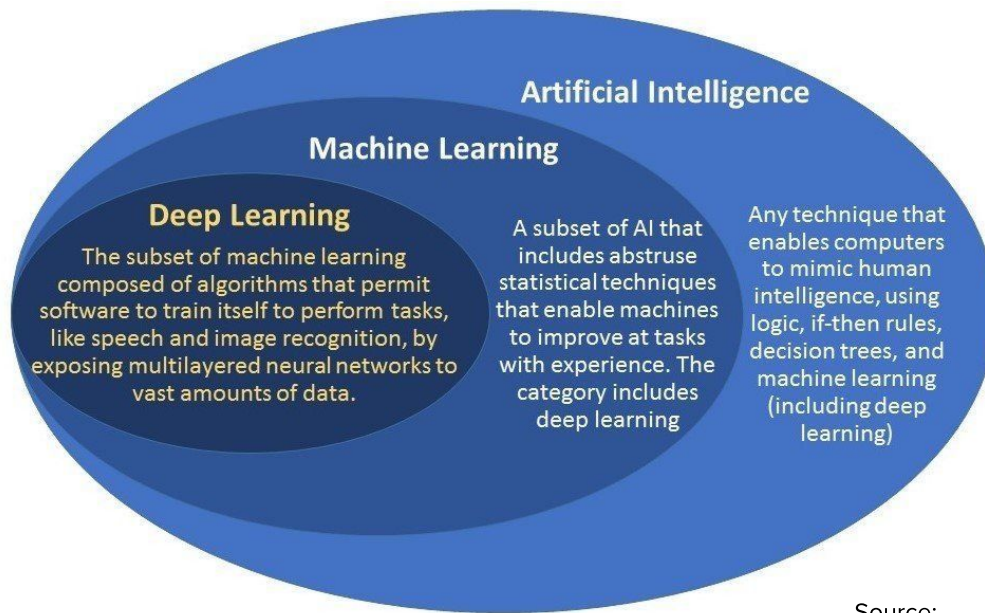 Artificial Intelligence
Machine Learning
Deep Learning
The subset of machine learning
composed of algorithms that permit
software to train itself to perform tasks,
like speech and image recognition, by
exposing multilayered neural networks to
vast amounts of data.
A subset of AI that
includes abstruse
statistical techniques
that enable machines
to improve at tasks
with experience. The
category includes
deep learning
Any technique that
enables computers
to mimic human
intelligence, using
logic, if-then rules,
decision trees, and
machine learning
(including deep
learning)
Source: